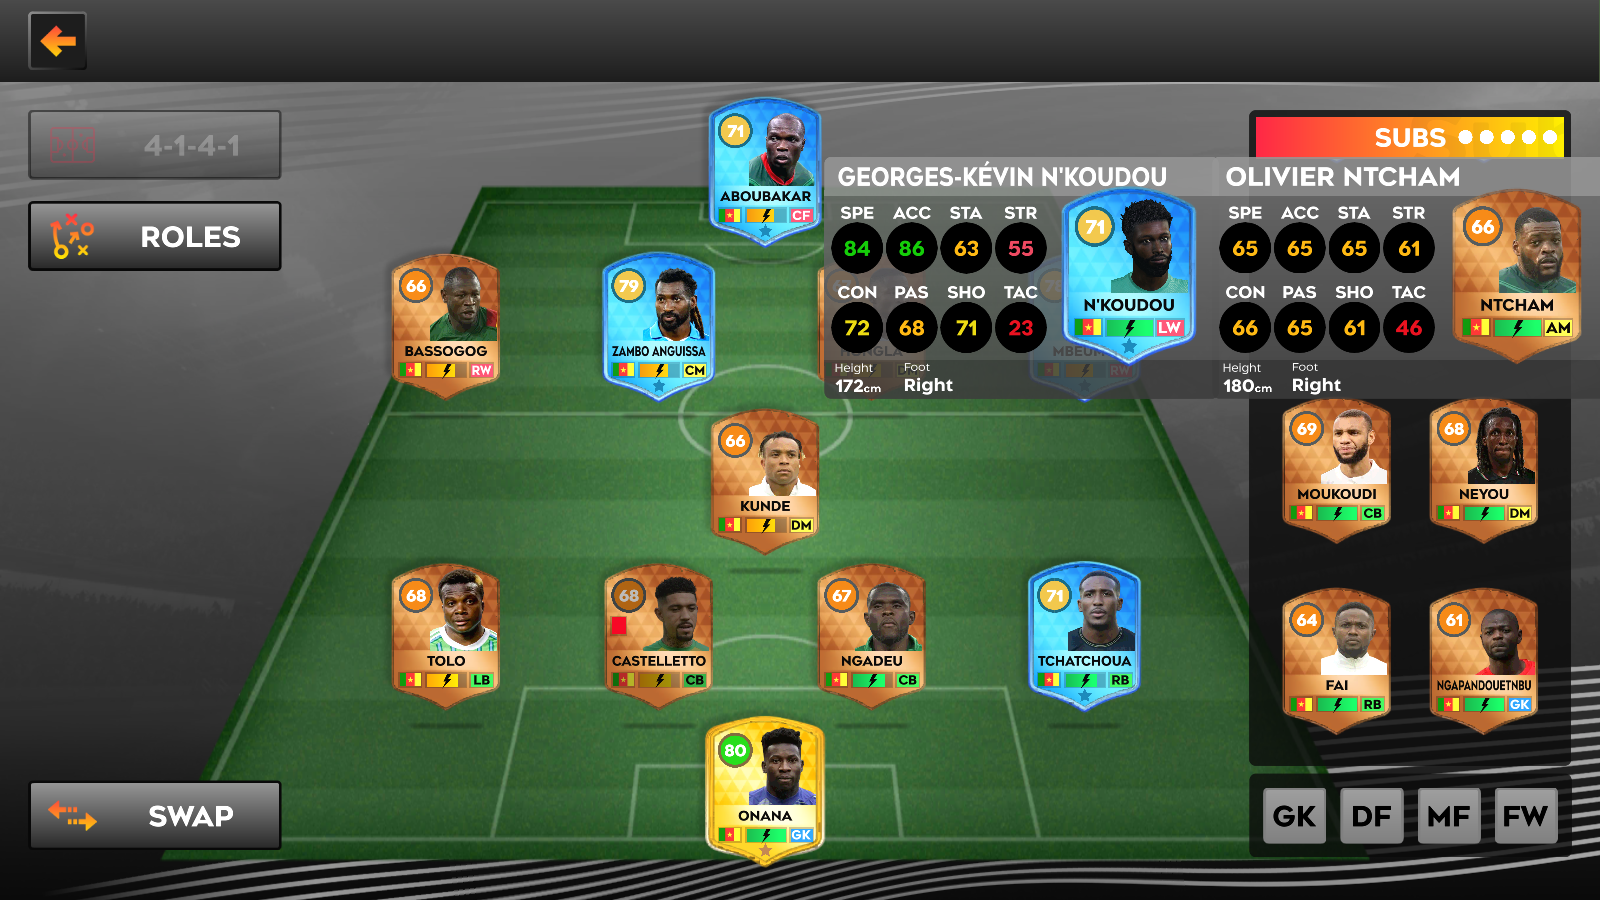 4-1-4-1
ROLES
SWAP
SUBS
71
ABOUBAKAR
CF
GEORGES-KÉVIN N'KOUDOU
SPE ACC STA STR
84 86 63 55
CON PAS SHO TAC
72 68 71 23
Height Foot
172cm Right
71
N'KOUDOU
LW
OLIVIER NTCHAM
SPE ACC STA STR
65 65 65 61
CON PAS SHO TAC
66 65 61 46
Height Foot
180cm Right
66
NTCHAM
AM
66
BASSOGOG
RW
79
ZAMBO ANGUISSA
CM
HONGLA
MBEUM
RW
66
KUNDE
DM
69
MOUKOUDI
CB
68
NEYOU
DM
68
TOLO
LB
68
CASTELLETTO
CB
67
NGADEU
CB
71
TCHATCHOUA
RB
64
FAI
RB
61
NGAPANDOUETNBU
GK
80
ONANA
GK
GK DF MF FW